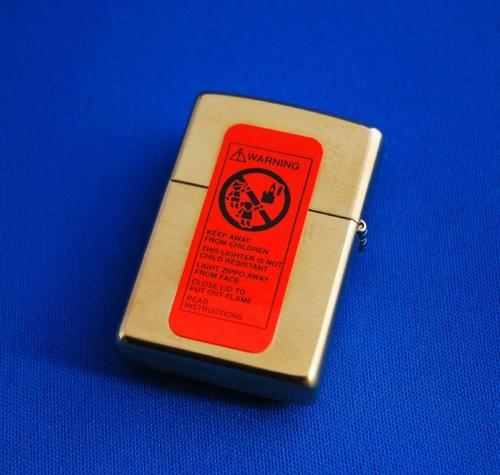 WARNING
KEEP AWAY
FROM CHILDREN
THIS LIGHTER IS NOT
CHILD RESISTANT
LIGHT ZIPPO AWAY
FROM FACE
CLOSE LID TO
PUT OUT FLAME
READ
INSTRUCTIONS